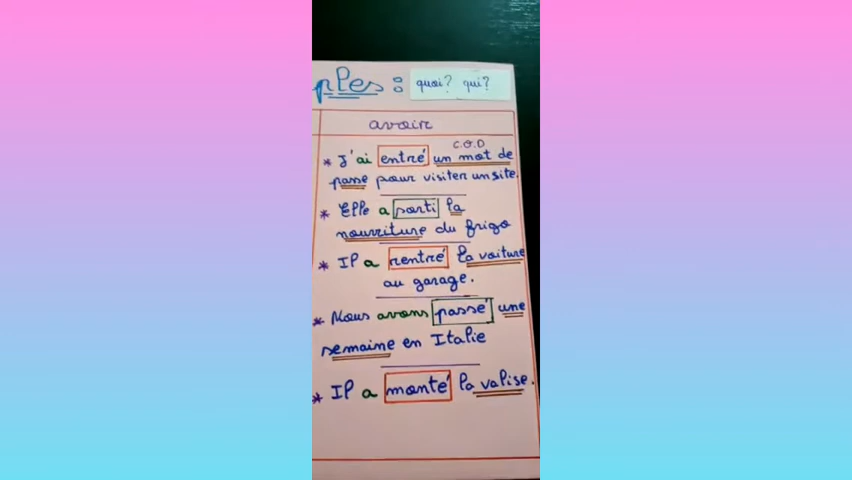 ples : quoi? qui?
avoir
C.O.D
* J'ai entré un mot de
passe pour visiter un site.
* Elle a sorti la
nourriture du frigo
* Il a rentré la voiture
au garage.
* Nous avons passé une
semaine en Italie
* Il a monté la valise.